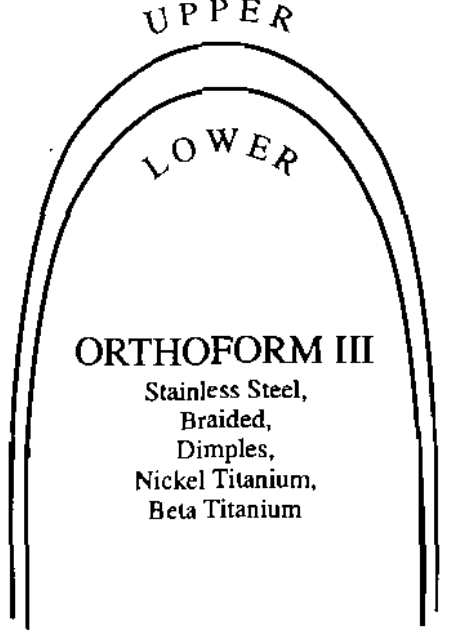 UPPER
LOWER
ORTHOFORM III
Stainless Steel,
Braided,
Dimples,
Nickel Titanium,
Beta Titanium